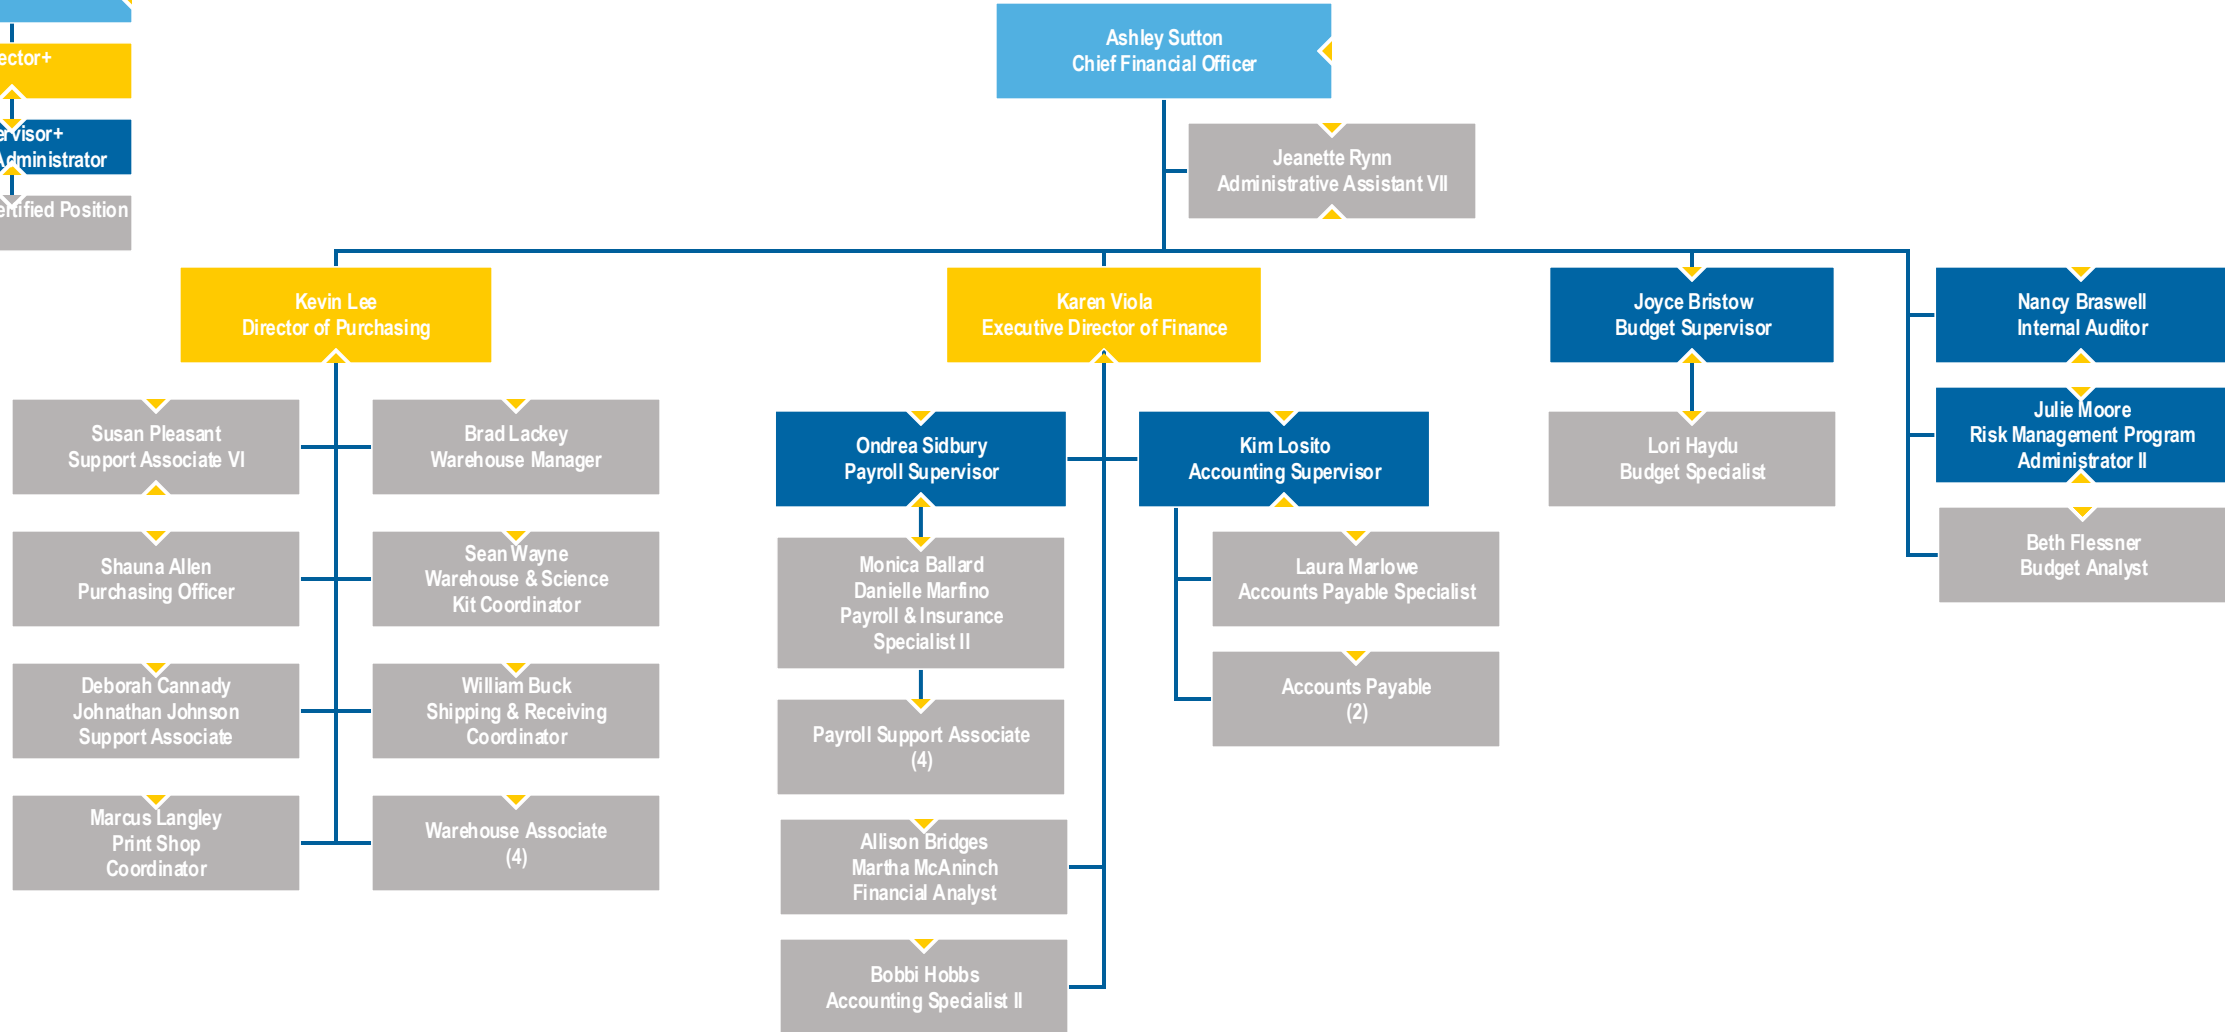 Ashley Sutton
Chief Financial Officer
Administrator
Position
Jeanette Rynn
Administrative Assistant VII
Kevin Lee
Director of Purchasing
Karen Viola
Executive Director of Finance
Joyce Bristow
Budget Supervisor
Nancy Braswell
Internal Auditor
Susan Pleasant
Support Associate VI
Brad Lackey
Warehouse Manager
Shauna Allen
Purchasing Officer
Sean Wayne
Warehouse & Science
Kit Coordinator
Deborah Cannady
Johnathan Johnson
Support Associate
William Buck
Shipping & Receiving
Coordinator
Marcus Langley
Print Shop
Coordinator
Warehouse Associate
(4)
Ondrea Sidbury
Payroll Supervisor
Kim Losito
Accounting Supervisor
Monica Ballard
Danielle Marfino
Payroll & Insurance
Specialist II
Payroll Support Associate
(4)
Laura Marlowe
Accounts Payable Specialist
Accounts Payable
(2)
Allison Bridges
Martha McAninch
Financial Analyst
Bobbi Hobbs
Accounting Specialist II
Lori Haydu
Budget Specialist
Julie Moore
Risk Management Program
Administrator II
Beth Flessner
Budget Analyst